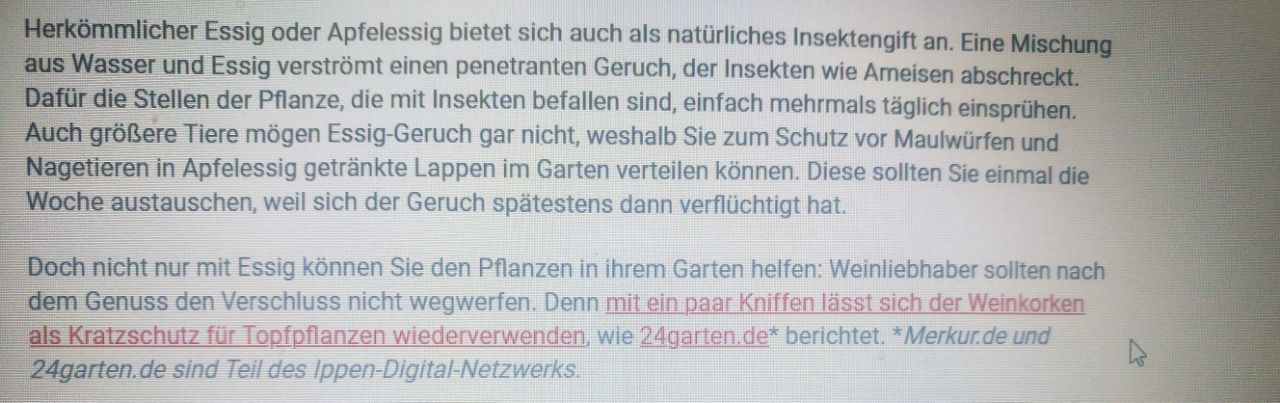 Herkömmlicher Essig oder Apfelessig bietet sich auch als natürliches Insektengift an. Eine Mischung
aus Wasser und Essig verströmt einen penetranten Geruch, der Insekten wie Ameisen abschreckt.
Dafür die Stellen der Pflanze, die mit Insekten befallen sind, einfach mehrmals täglich einsprühen.
Auch größere Tiere mögen Essig-Geruch gar nicht, weshalb Sie zum Schutz vor Maulwürfen und
Nagetieren in Apfelessig getränkte Lappen im Garten verteilen können. Diese sollten Sie einmal die
Woche austauschen, weil sich der Geruch spätestens dann verflüchtigt hat.
Doch nicht nur mit Essig können Sie den Pflanzen in ihrem Garten helfen: Weinliebhaber sollten nach
dem Genuss den Verschluss nicht wegwerfen. Denn mit ein paar Kniffen lässt sich der Weinkorken
als Kratzschutz für Topfpflanzen wiederverwenden, wie 24garten.de* berichtet. *Merkur.de und
24garten.de sind Teil des Ippen-Digital-Netzwerks.